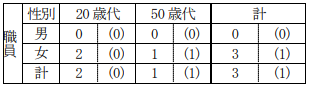 職員 性別 20歳代 50歳代 計
男 0 (0) 0 (0) 0 (0)
女 2 (0) 1 (1) 3 (1)
計 2 (0) 1 (1) 3 (1)